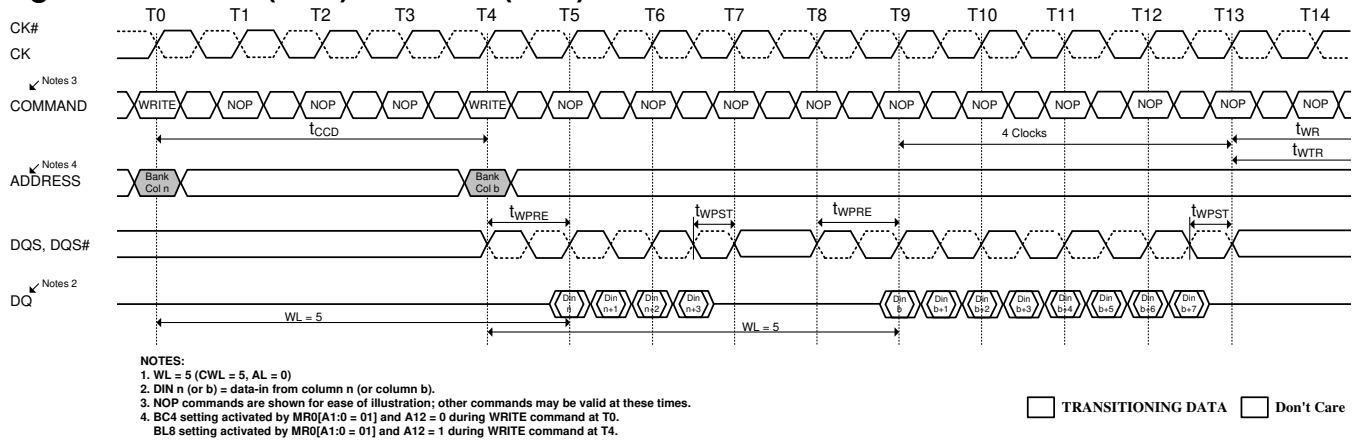 T0 T1 T2 T3 T4 T5 T6 T7 T8 T9 T10 T11 T12 T13 T14
CK#
CK
Notes 3
COMMAND WRITE NOP NOP NOP WRITE NOP NOP NOP NOP NOP NOP NOP NOP NOP NOP
tCCD 4 Clocks tWR
tWTR
Notes 4
ADDRESS
Bank Bank
Col n Col b
tWPRE tWPST tWPRE tWPST
DQS, DQS#
Notes 2
DQ
Din Din Din Din Din Din Din Din Din Din Din Din
n n+1 n+2 n+3 b b+1 b+2 b+3 b+4 b+5 b+6 b+7
WL = 5 WL = 5
NOTES:
1. WL = 5 (CWL = 5, AL = 0)
2. DIN n (or b) = data-in from column n (or column b).
3. NOP commands are shown for ease of illustration; other commands may be valid at these times.
4. BC4 setting activated by MR0[A1:0 = 01] and A12 = 0 during WRITE command at T0.
BL8 setting activated by MR0[A1:0 = 01] and A12 = 1 during WRITE command at T4.
TRANSITIONING DATA Don't Care